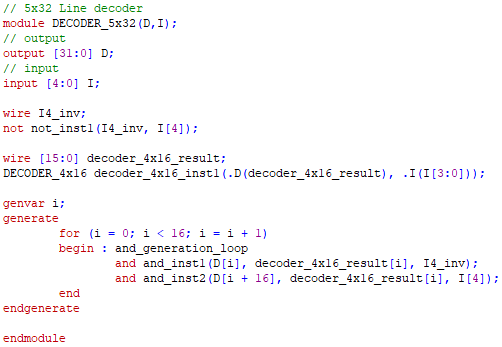 // 5x32 Line decoder
module DECODER_5x32(D,I);
// output
output [31:0] D;
// input
input [4:0] I;
wire I4_inv;
not not_inst1(I4_inv, I[4]);
wire [15:0] decoder_4x16_result;
DECODER_4x16 decoder_4x16_inst1(.D(decoder_4x16_result), .I(I[3:0]));
genvar i;
generate
for (i = 0; i < 16; i = i + 1)
begin : and_generation_loop
and and_inst1(D[i], decoder_4x16_result[i], I4_inv);
and and_inst2(D[i + 16], decoder_4x16_result[i], I[4]);
end
endgenerate
endmodule